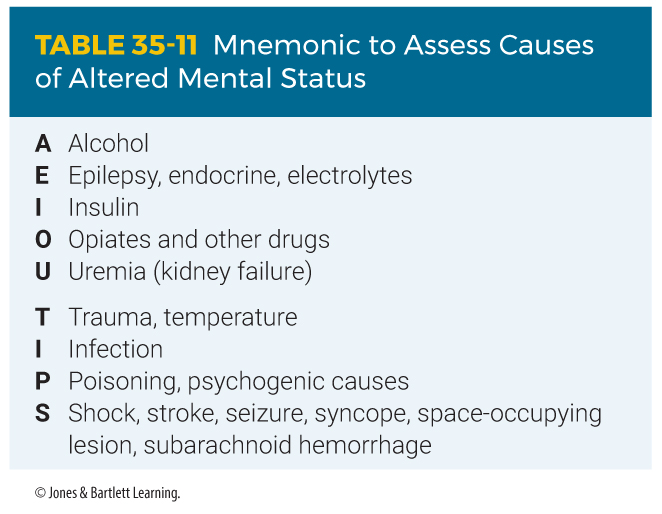 TABLE 35-11 Mnemonic to Assess Causes
of Altered Mental Status
A Alcohol
E Epilepsy, endocrine, electrolytes
I Insulin
O Opiates and other drugs
U Uremia (kidney failure)
T Trauma, temperature
I Infection
P Poisoning, psychogenic causes
S Shock, stroke, seizure, syncope, space-occupying
lesion, subarachnoid hemorrhage
© Jones & Bartlett Learning.